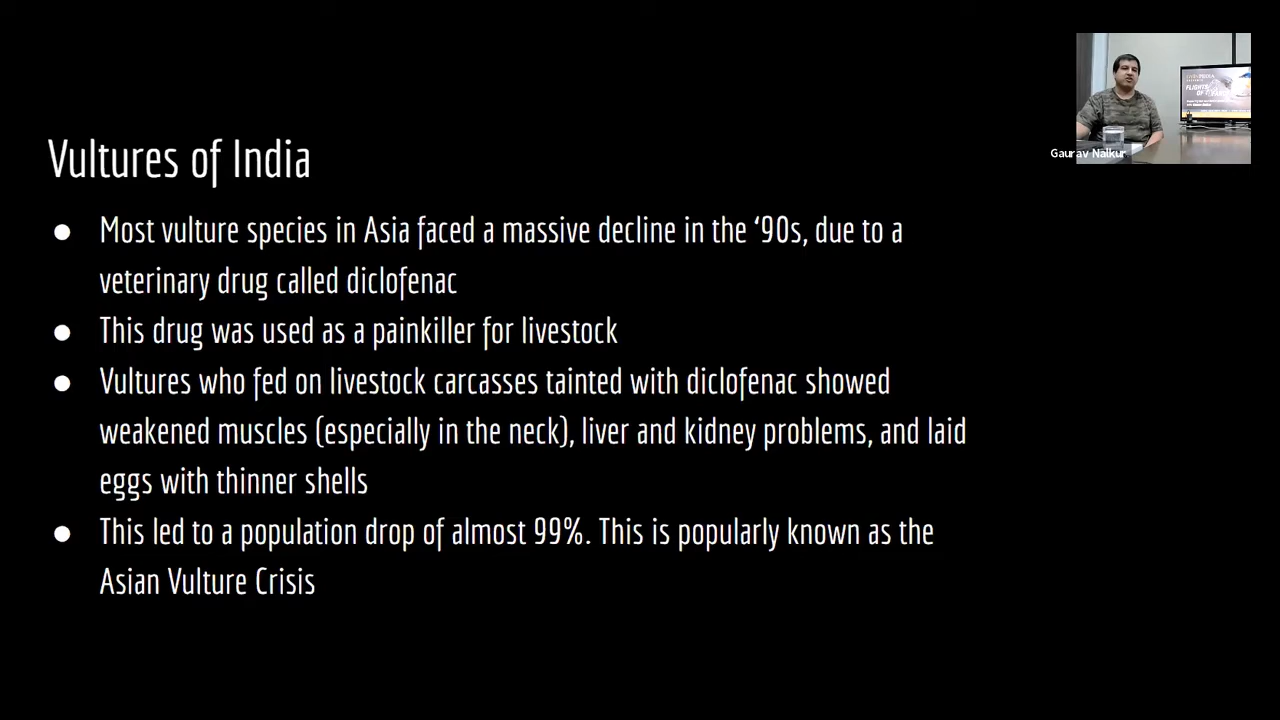 Vultures of India
● Most vulture species in Asia faced a massive decline in the ‘90s, due to a
veterinary drug called diclofenac
● This drug was used as a painkiller for livestock
● Vultures who fed on livestock carcasses tainted with diclofenac showed
weakened muscles (especially in the neck), liver and kidney problems, and laid
eggs with thinner shells
● This led to a population drop of almost 99%. This is popularly known as the
Asian Vulture Crisis
Gaurav Nalkur
FLIGHTS
OF